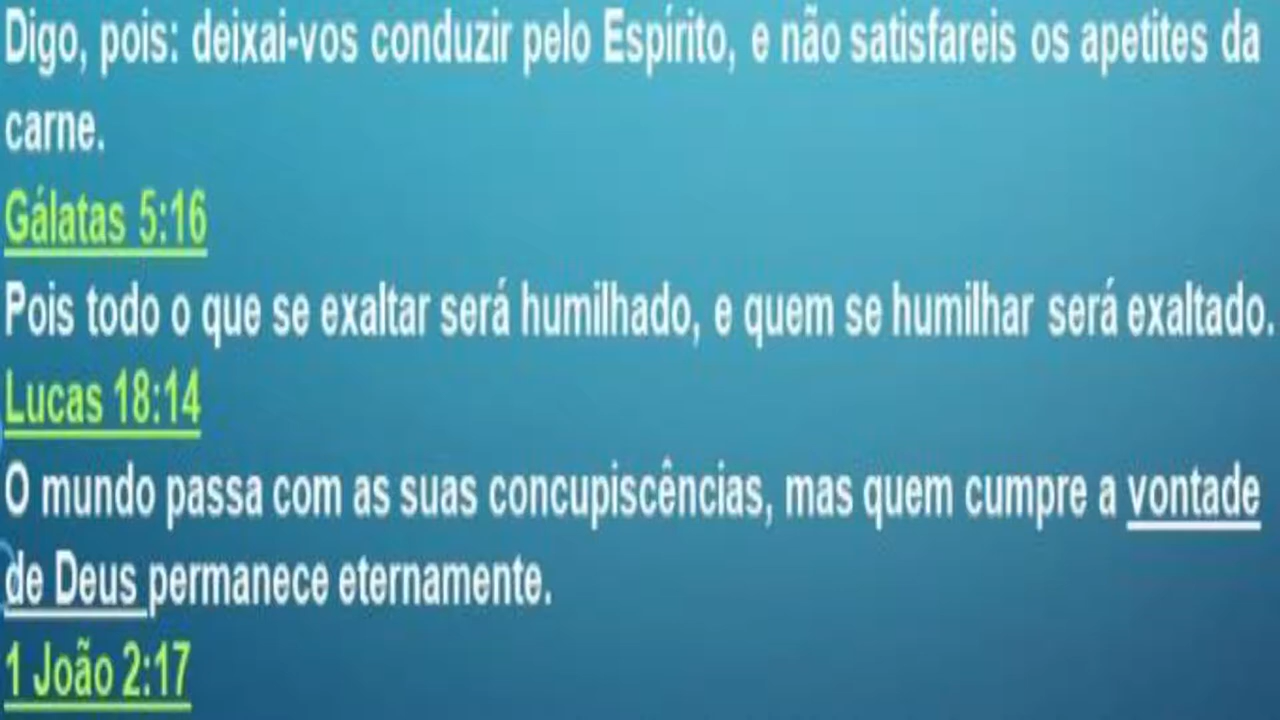 Digo, pois: deixai-vos conduzir pelo Espírito, e não satisfareis os apetites da
carne.
Gálatas 5:16
Pois todo o que se exaltar será humilhado, e quem se humilhar será exaltado.
Lucas 18:14
O mundo passa com as suas concupiscências, mas quem cumpre a vontade
de Deus permanece eternamente.
1 João 2:17